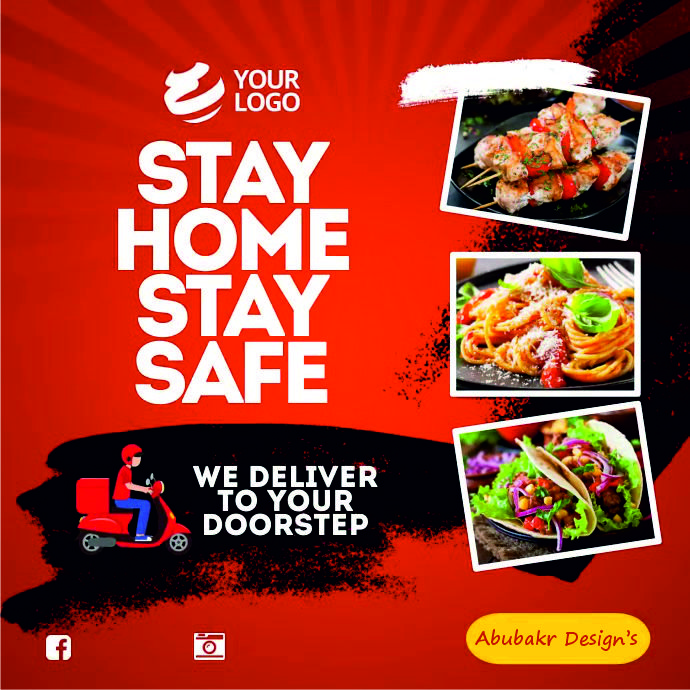 YOUR
LOGO
STAY
HOME
STAY
SAFE
WE DELIVER
TO YOUR
DOORSTEP
Abubakr Design's